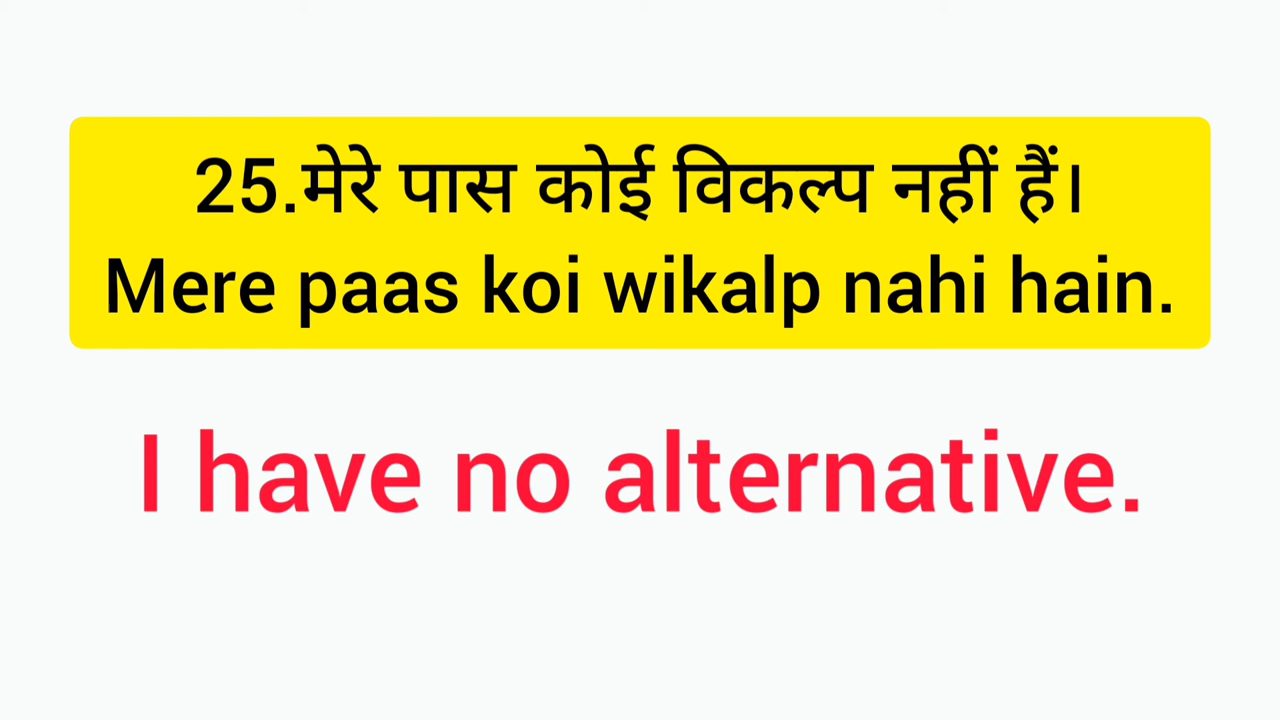 25.मेरे पास कोई विकल्प नहीं हैं।
Mere paas koi wikalp nahi hain.
I have no alternative.